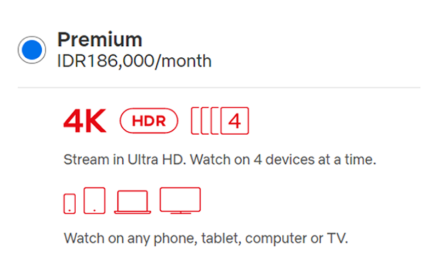 Premium
IDR186,000/month
4K HDR 4
Stream in Ultra HD. Watch on 4 devices at a time.
Watch on any phone, tablet, computer or TV.